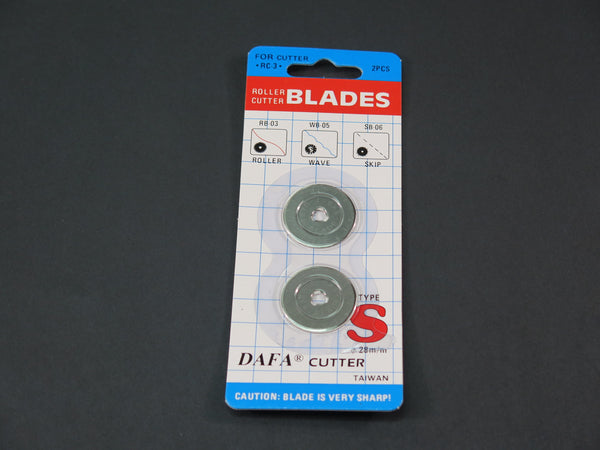 FOR CUTTER
•RC-3•
2PCS
ROLLER
CUTTER
BLADES
RB-03 WB-05 SB-06
ROLLER WAVE SKIP
TYPE
S
28m/m
DAFA® CUTTER
TAIWAN
CAUTION: BLADE IS VERY SHARP!